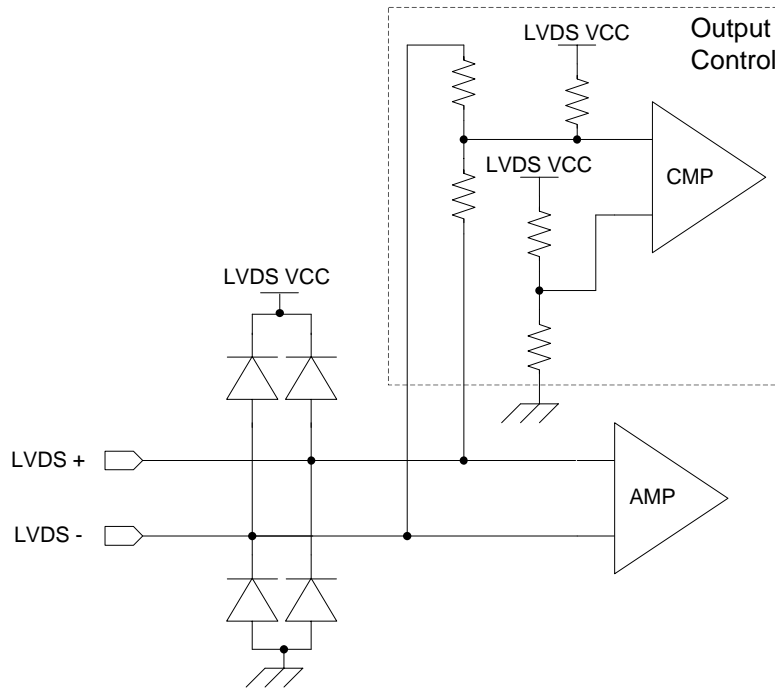 Output
Control
LVDS VCC
LVDS VCC
CMP
LVDS VCC
LVDS +
AMP
LVDS -